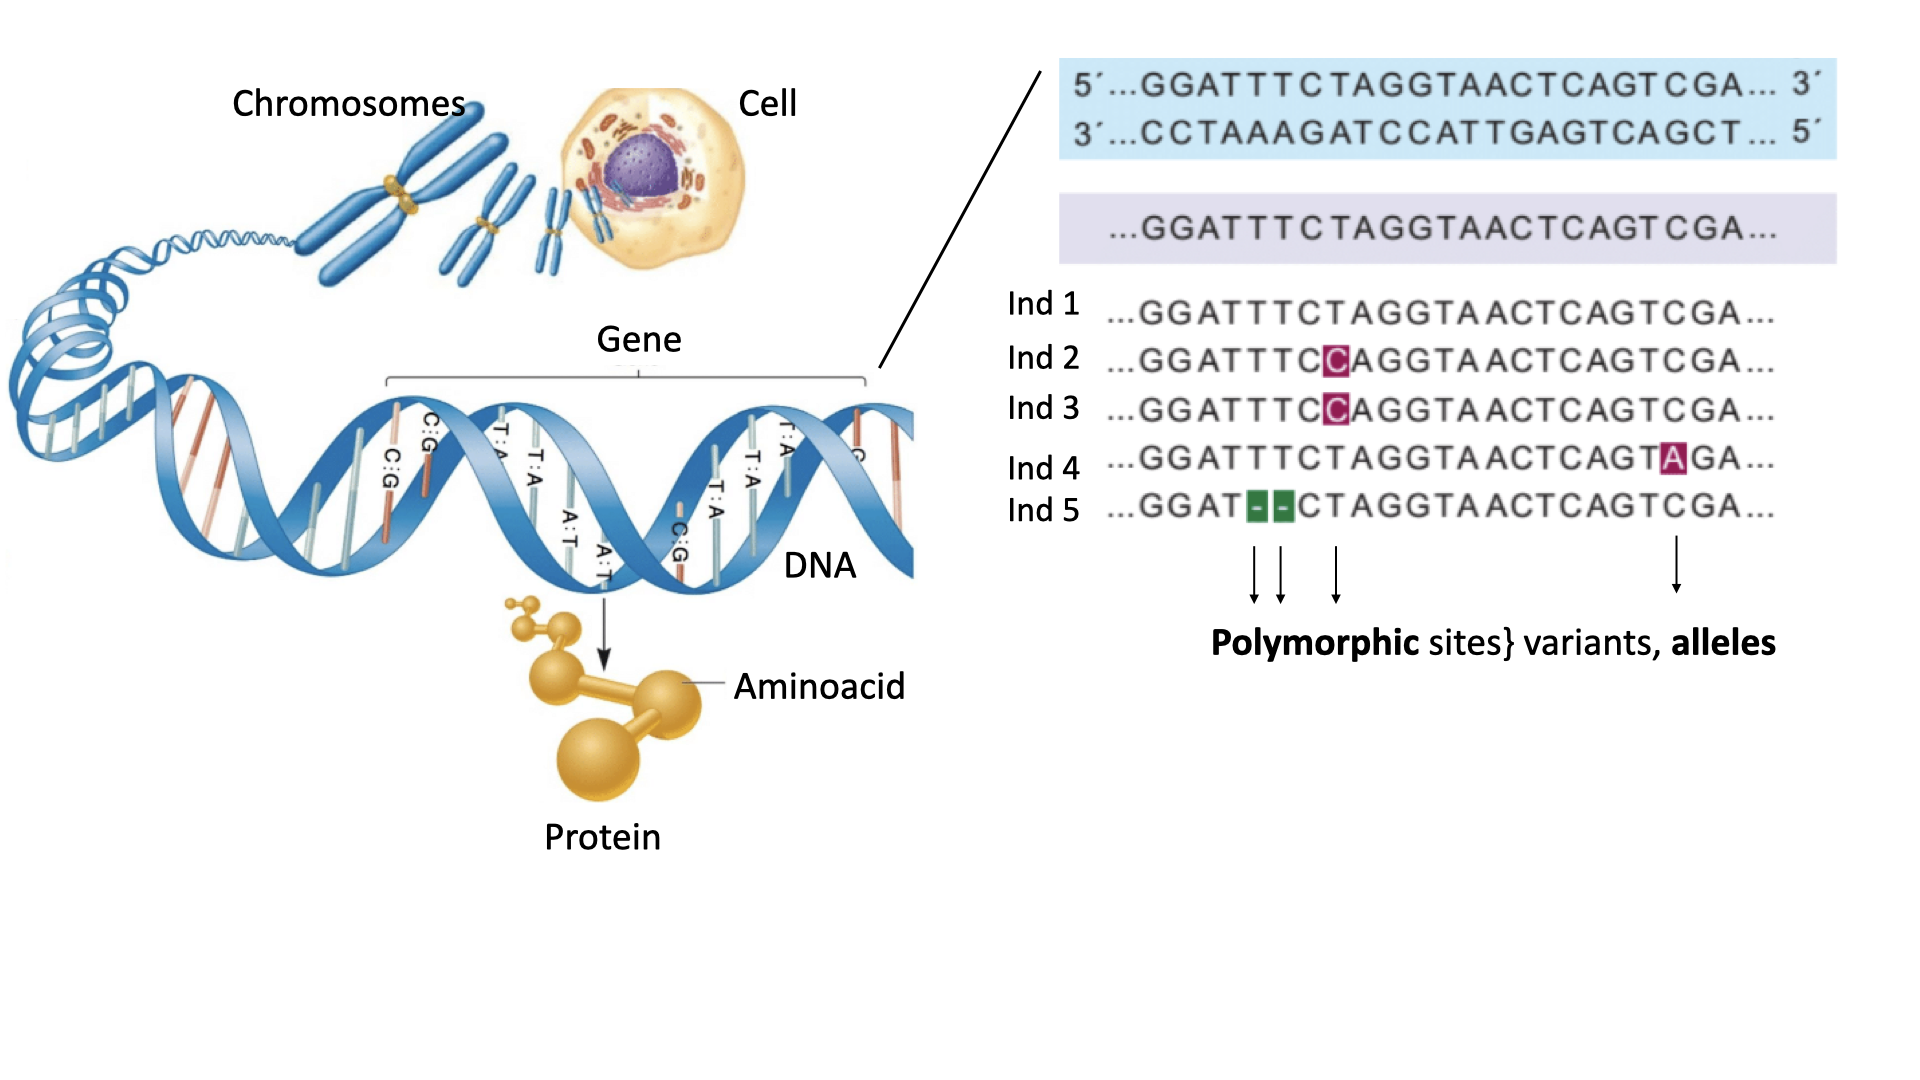 Chromosomes
Cell
Gene
C:G
C:G
T:A
T:A
A:T
A:T
C:G
T:A
T:A
T:A
G
DNA
Aminoacid
Protein
5´...GGATTTCTAGGTAACTCAGTCGA... 3´
3´...CCTAAAGATCCATTGAGTCAGCT... 5´
...GGATTTCTAGGTAACTCAGTCGA...
Ind 1 ...GGATTTCTAGGTAACTCAGTCGA...
Ind 2 ...GGATTTCCAGGTAACTCAGTCGA...
Ind 3 ...GGATTTCCAGGTAACTCAGTCGA...
Ind 4 ...GGATTTCTAGGTAACTCAGTAGA...
Ind 5 ...GGAT--CTAGGTAACTCAGTCGA...
Polymorphic sites} variants, alleles